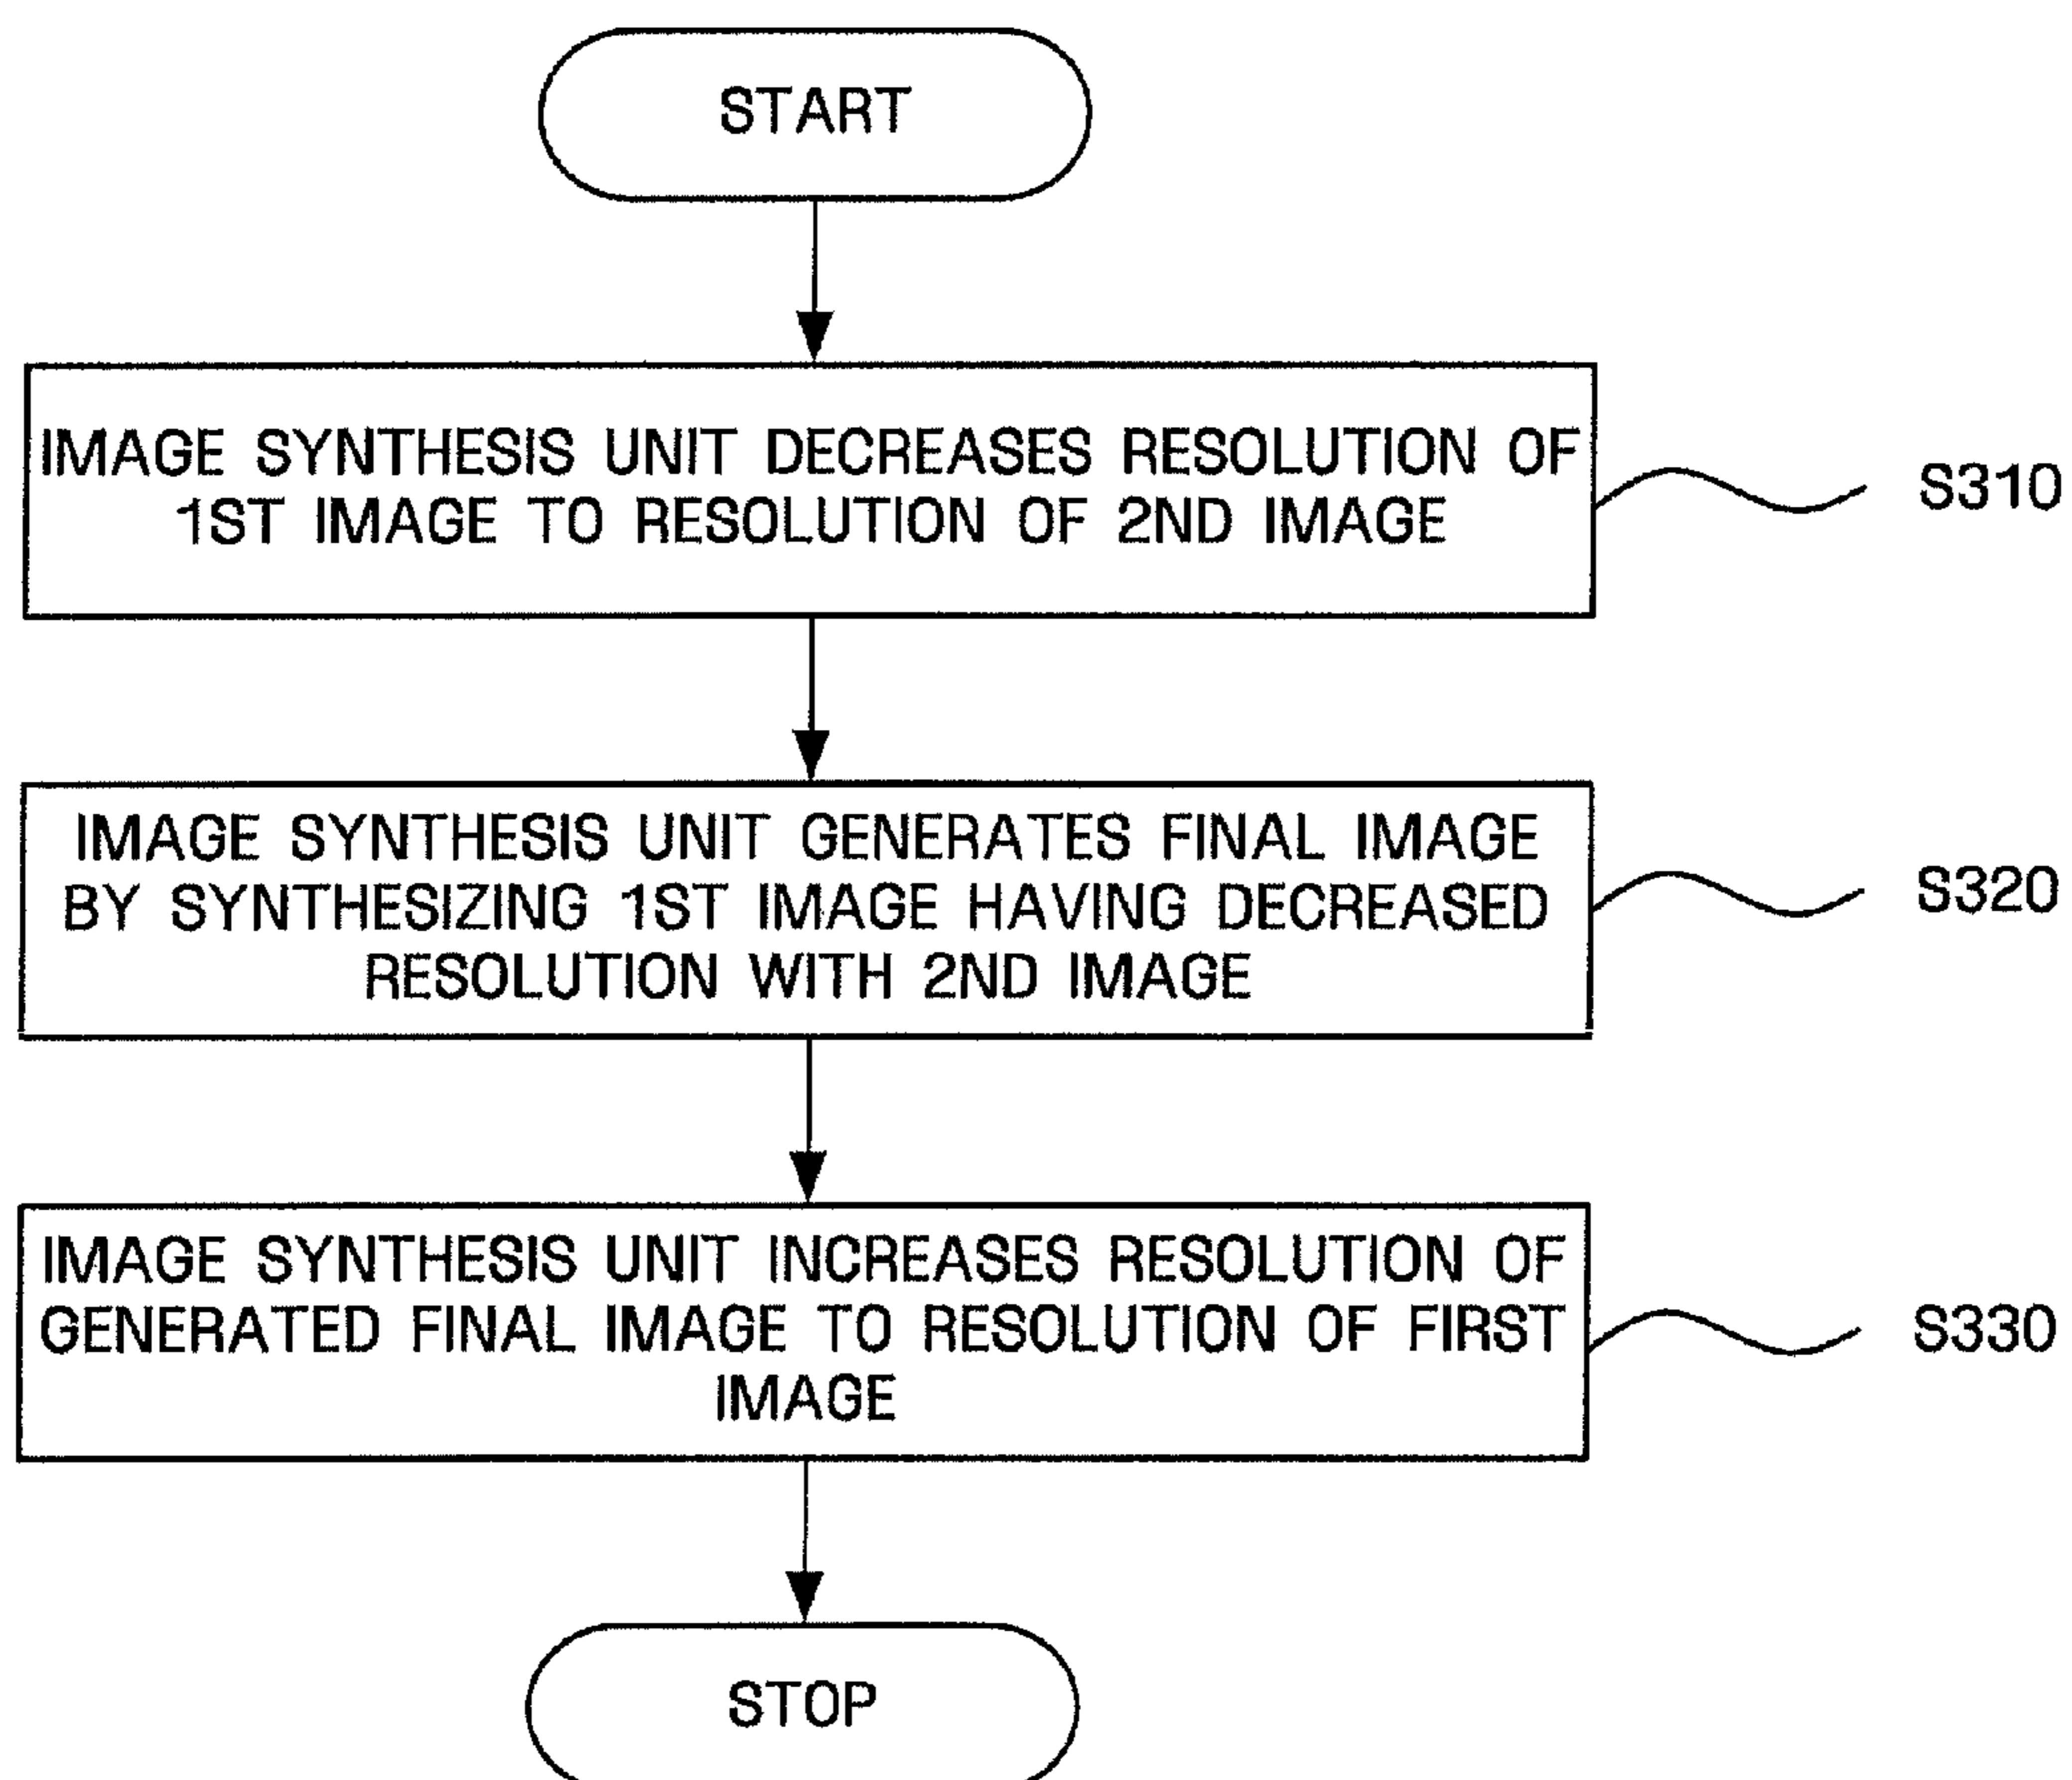 START
IMAGE SYNTHESIS UNIT DECREASES RESOLUTION OF
1ST IMAGE TO RESOLUTION OF 2ND IMAGE
S310
IMAGE SYNTHESIS UNIT GENERATES FINAL IMAGE
BY SYNTHESIZING 1ST IMAGE HAVING DECREASED
RESOLUTION WITH 2ND IMAGE
S320
IMAGE SYNTHESIS UNIT INCREASES RESOLUTION OF
GENERATED FINAL IMAGE TO RESOLUTION OF FIRST
IMAGE
S330
STOP